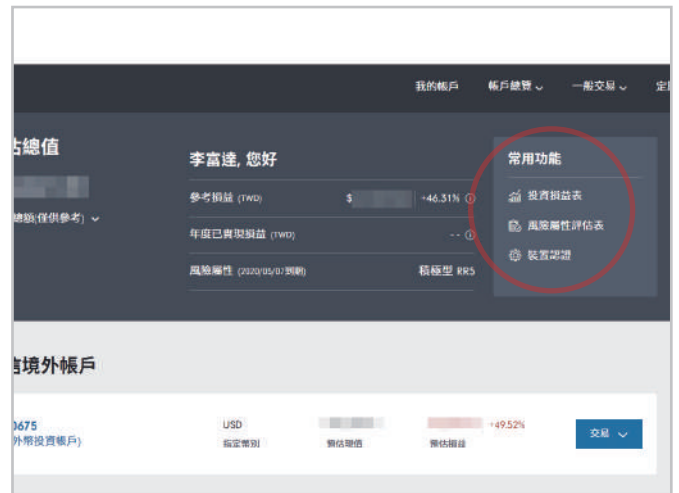 我的帳戶 帳戶總覽 一般交易
總值
李富達, 您好
常用功能
參考損益 (TWD) $ +46.31%
投資損益表
總額(僅供參考)
年度已實現損益 (TWD) --
風險屬性評估表
風險屬性 (2020/05/07到期) 積極型 RR5
裝置認證
境外帳戶
0675 USD +49.52% 交易
外幣投資帳戶) 指定幣別 預估現值 預估損益